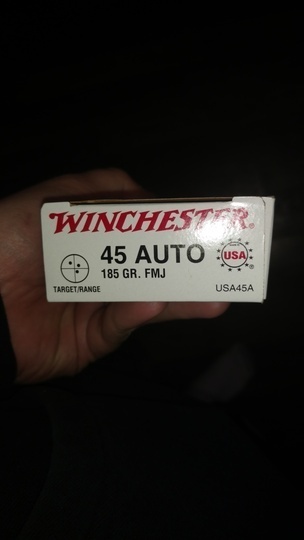 WINCHESTER®
45 AUTO
185 GR. FMJ
USA
®
TARGET/RANGE
USA45A